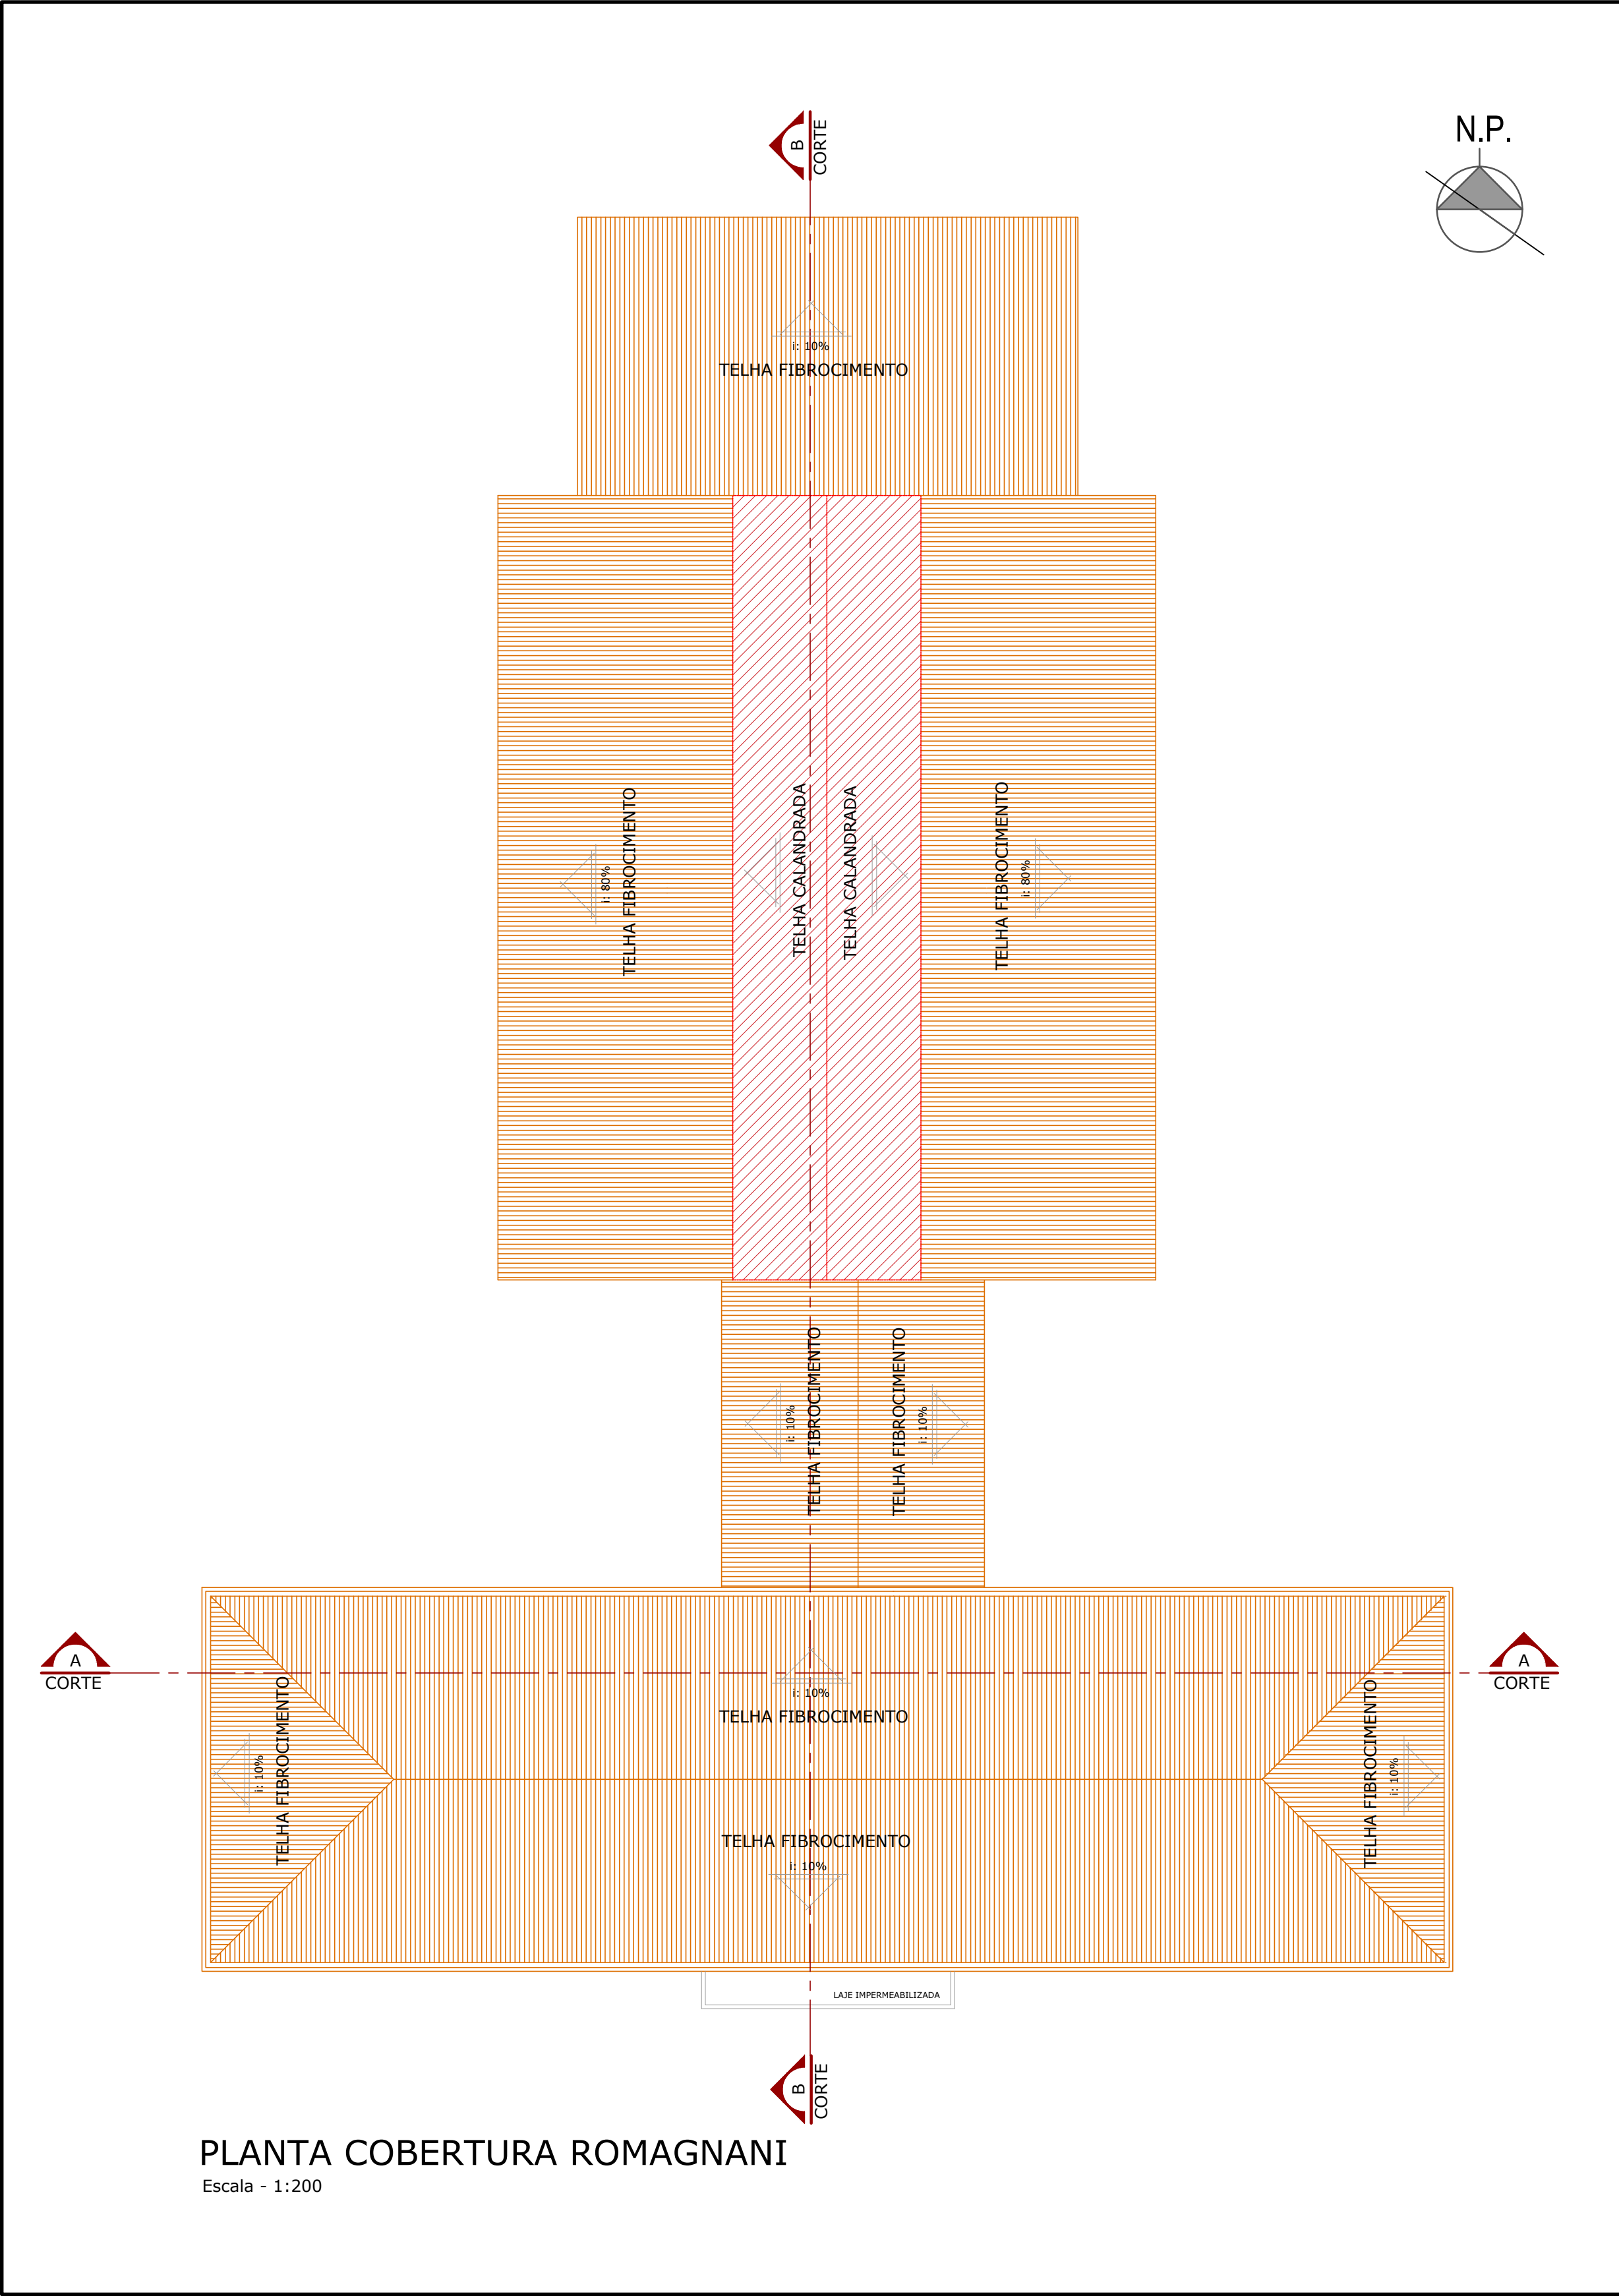 B
CORTE
N.P.
i: 10%
TELHA FIBROCIMENTO
i: 80%
TELHA FIBROCIMENTO
TELHA CALANDRADA
TELHA CALANDRADA
TELHA FIBROCIMENTO
i: 80%
i: 10%
TELHA FIBROCIMENTO
TELHA FIBROCIMENTO
i: 10%
A
CORTE
A
CORTE
i: 10%
TELHA FIBROCIMENTO
i: 10%
TELHA FIBROCIMENTO
TELHA FIBROCIMENTO
i: 10%
TELHA FIBROCIMENTO
i: 10%
LAJE IMPERMEABILIZADA
B
CORTE
PLANTA COBERTURA ROMAGNANI
Escala - 1:200